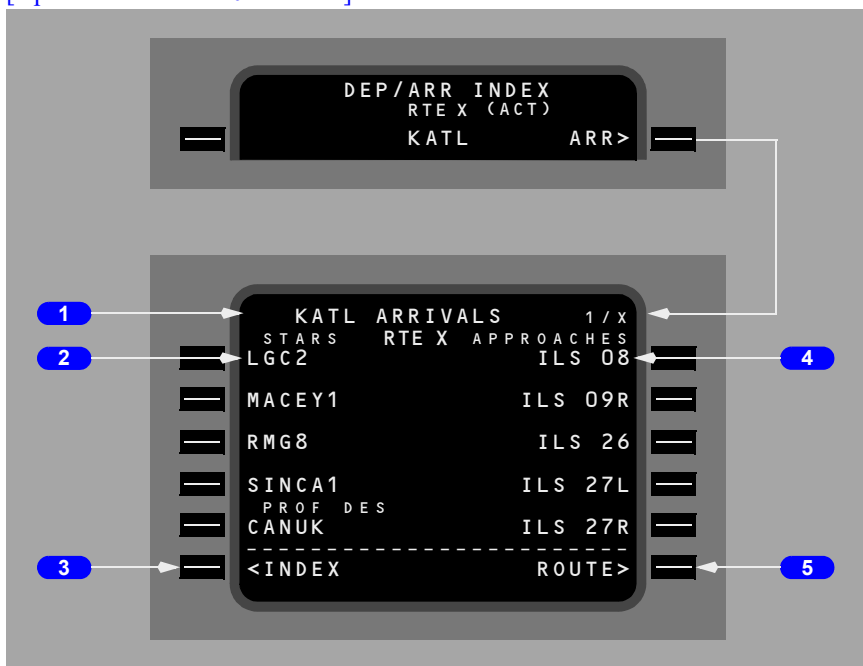 DEP/ARR INDEX
RTE X (ACT)
KATL ARR>
1
KATL ARRIVALS 1/X
STARS RTE X APPROACHES
2
LGC2 ILS 08
4
MACEY1 ILS 09R
RMG8 ILS 26
SINCA1 ILS 27L
PROF DES
CANUK ILS 27R
--------------------------
3
<INDEX ROUTE>
5